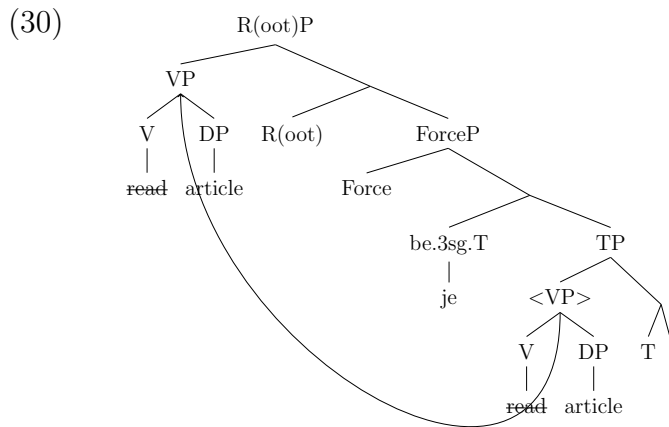 (30) R(oot)P
VP
V DP R(oot) ForceP
read article Force
be.3sg.T TP
je <VP>
V DP T
read article